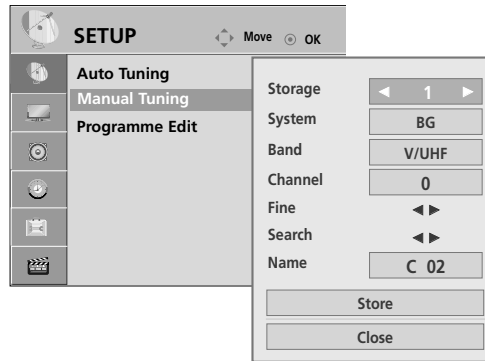 SETUP
Move
OK
Auto Tuning
Manual Tuning
Programme Edit
Storage ◀ 1 ▶
System BG
Band V/UHF
Channel 0
Fine ◀ ▶
Search ◀ ▶
Name C 02
Store
Close